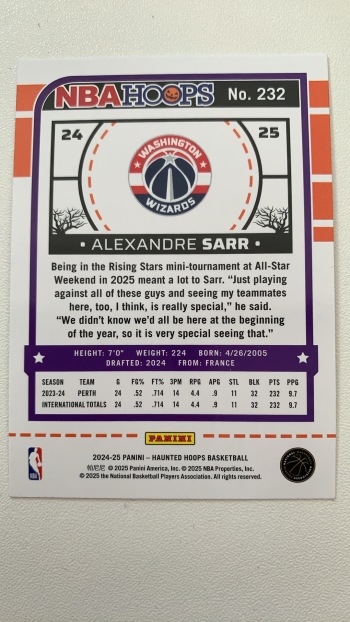 NBA HOOPS No. 232
24 25
WASHINGTON
WIZARDS
• ALEXANDRE SARR •
Being in the Rising Stars mini-tournament at All-Star
Weekend in 2025 meant a lot to Sarr. “Just playing
against all of these guys and seeing my teammates
here, too, I think, is really special,” he said.
“We didn’t know we’d all be here at the beginning
of the year, so it is very special seeing that.”
HEIGHT: 7'0" WEIGHT: 224 BORN: 4/26/2005
DRAFTED: 2024 FROM: FRANCE
SEASON TEAM G FG% FT% 3PM RPG APG STL BLK PTS PPG
2023-24 PERTH 24 .52 .714 14 4.4 .9 11 32 232 9.7
INTERNATIONAL TOTALS 24 .52 .714 14 4.4 .9 11 32 232 9.7
PANINI
2024-25 PANINI – HAUNTED HOOPS BASKETBALL
帕尼尼 © 2025 Panini America, Inc. © 2025 NBA Properties, Inc.
© 2025 the National Basketball Players Association. All rights reserved.